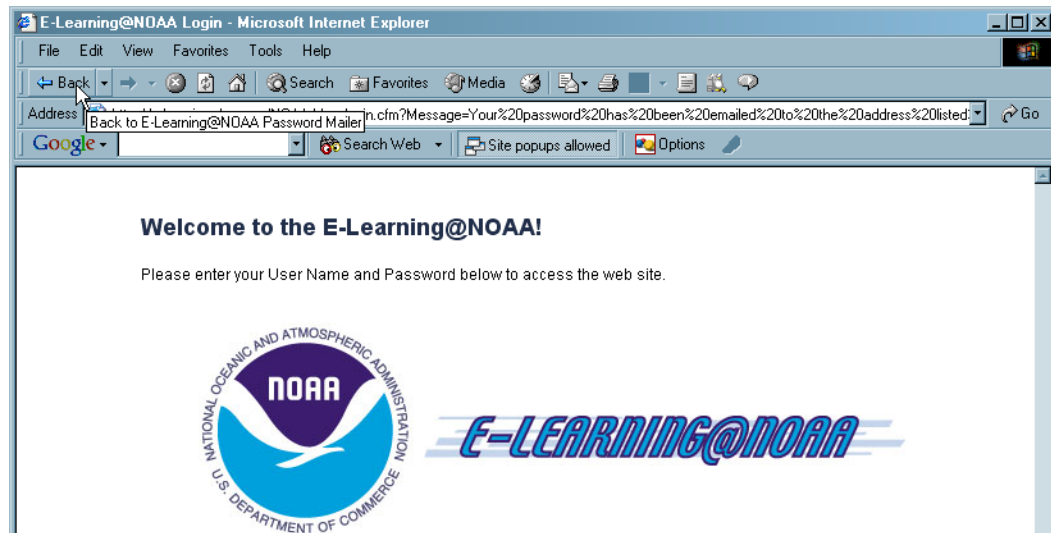 E-Learning@NOAA Login - Microsoft Internet Explorer
File Edit View Favorites Tools Help
Back Search Favorites Media
Address in.cfm?Message=Your%20password%20has%20been%20emailed%20to%20the%20address%20listed Go
Back to E-Learning@NOAA Password Mailer
Google Search Web Site popups allowed Options
Welcome to the E-Learning@NOAA!
Please enter your User Name and Password below to access the web site.
NATIONAL OCEANIC AND ATMOSPHERIC ADMINISTRATION
NOAA
U.S. DEPARTMENT OF COMMERCE
E-LEARNING@NOAA